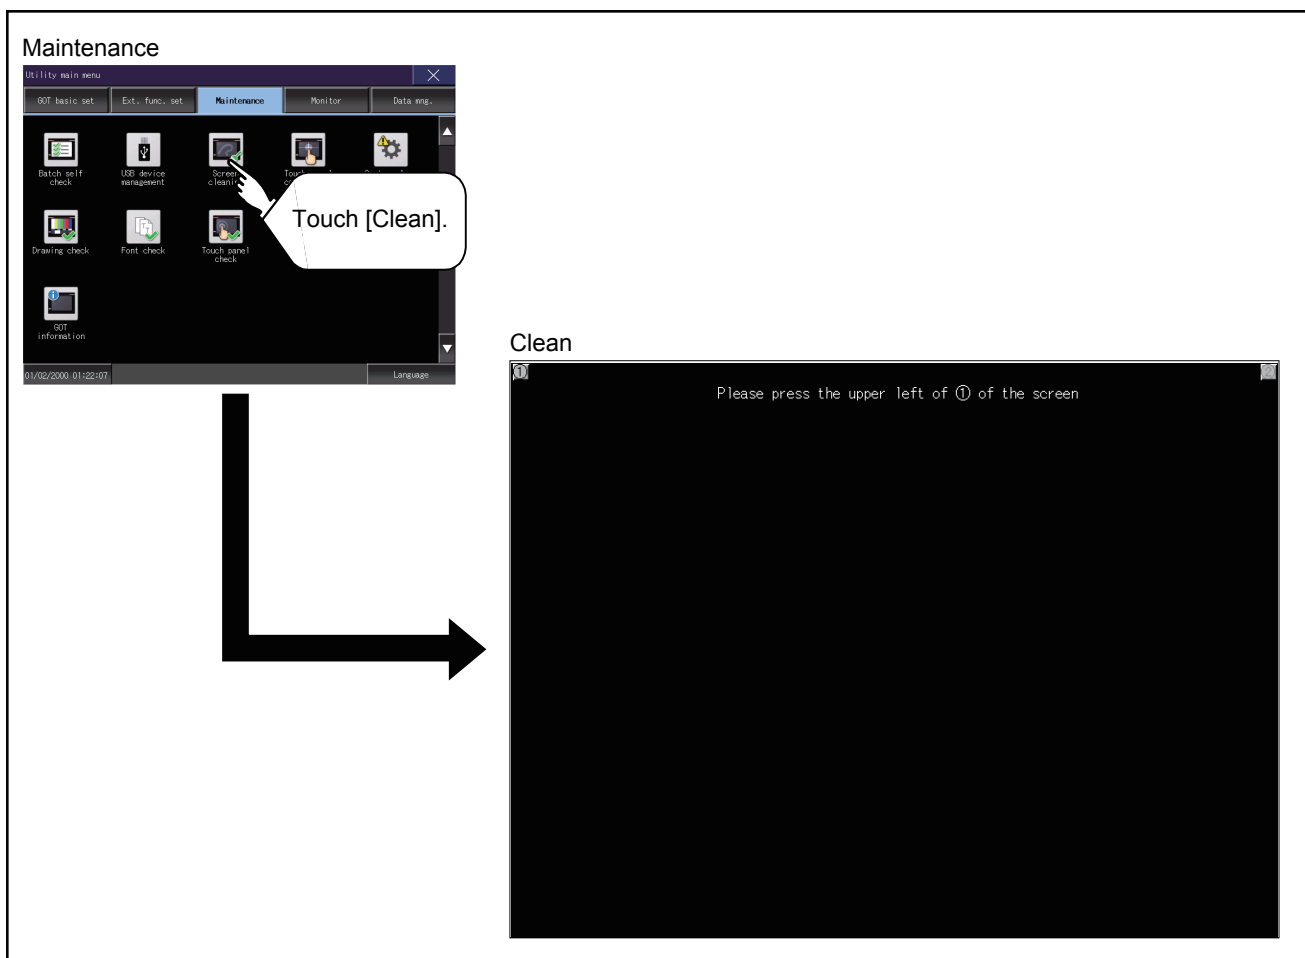 Maintenance
Utility main menu
GOT basic set Ext. func. set Maintenance Monitor Data mng.
Batch self
check
USB device
management
Screen
Touch [Clean].
Drawing check
Font check
Touch panel
check
GOT
information
01/02/2000 01:22:07 Language
Clean
① ②
Please press the upper left of ① of the screen